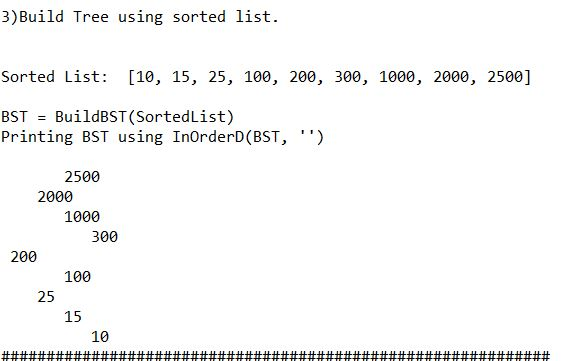 3)Build Tree using sorted list.
Sorted List:  [10, 15, 25, 100, 200, 300, 1000, 2000, 2500]
BST = BuildBST(SortedList)
Printing BST using InOrderD(BST, '')
       2500
    2000
       1000
          300
 200
       100
    25
       15
          10
#############################################################